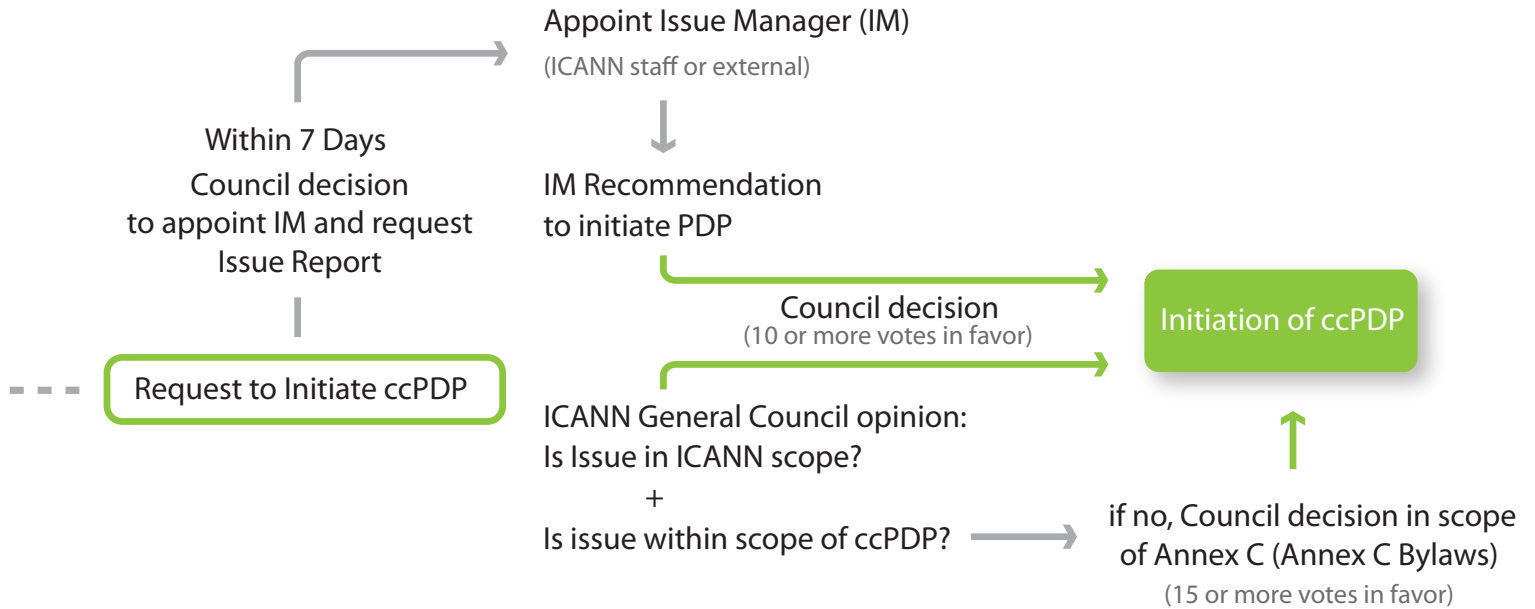 Appoint Issue Manager (IM)
(ICANN staff or external)
Within 7 Days
Council decision
to appoint IM and request
Issue Report
IM Recommendation
to initiate PDP
Council decision
(10 or more votes in favor)
Initiation of ccPDP
Request to Initiate ccPDP
ICANN General Council opinion:
Is Issue in ICANN scope?
+
Is issue within scope of ccPDP?
if no, Council decision in scope
of Annex C (Annex C Bylaws)
(15 or more votes in favor)